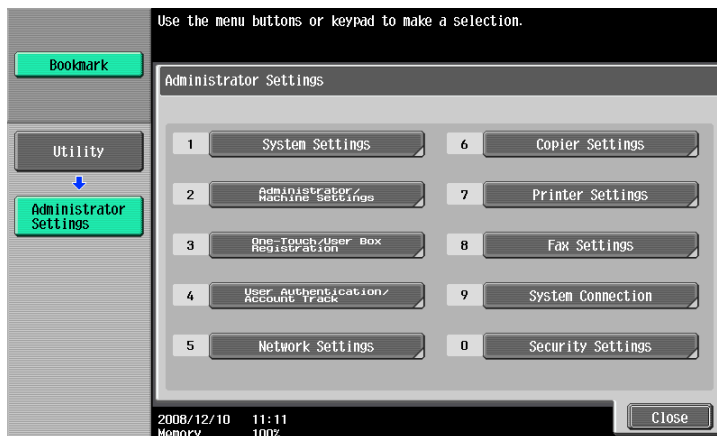 Use the menu buttons or keypad to make a selection.
Bookmark
Administrator Settings
Utility
Administrator
Settings
1 System Settings
2 Administrator/
Machine Settings
3 One-Touch/User Box
Registration
4 User Authentication/
Account Track
5 Network Settings
6 Copier Settings
7 Printer Settings
8 Fax Settings
9 System Connection
0 Security Settings
2008/12/10 11:11
Memory 100%
Close